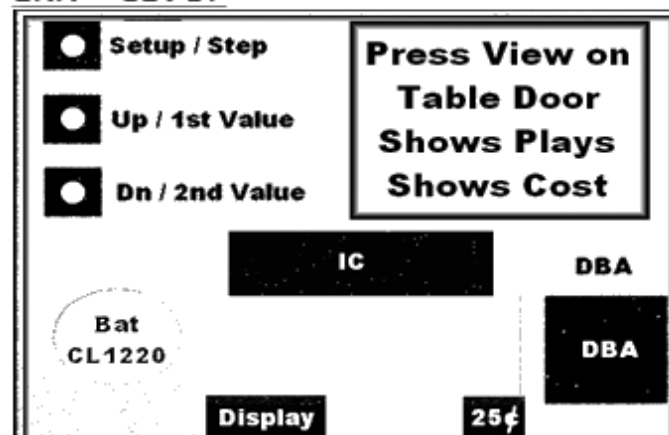 Setup / Step
Up / 1st Value
Dn / 2nd Value
Press View on
Table Door
Shows Plays
Shows Cost
IC
DBA
DBA
Bat
CL1220
Display
25¢